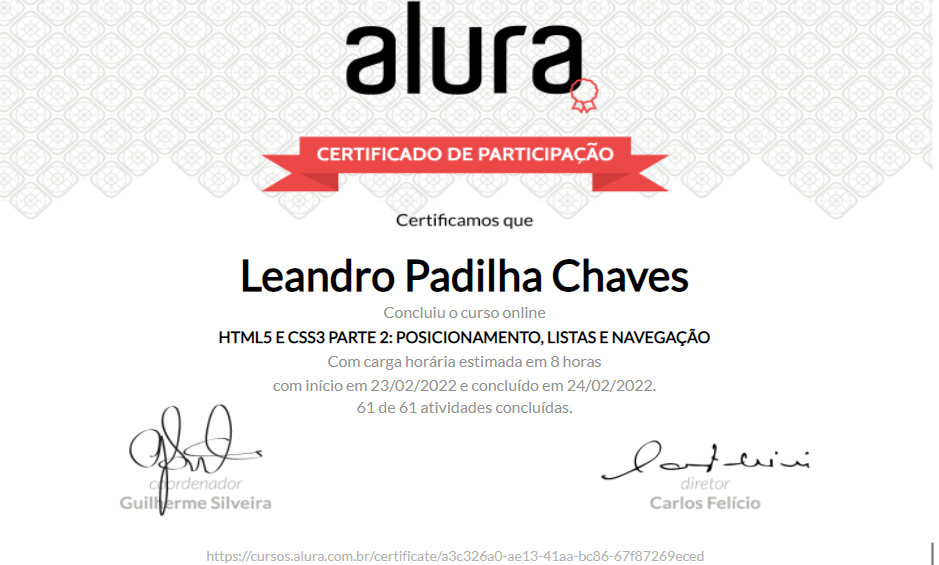 alura
CERTIFICADO DE PARTICIPAÇÃO
Certificamos que
Leandro Padilha Chaves
Concluiu o curso online
HTML5 E CSS3 PARTE 2: POSICIONAMENTO, LISTAS E NAVEGAÇÃO
Com carga horária estimada em 8 horas
com início em 23/02/2022 e concluído em 24/02/2022.
61 de 61 atividades concluídas.
coordenador
Guilherme Silveira
diretor
Carlos Felício
https://cursos.alura.com.br/certificate/a3c326a0-ae13-41aa-bc86-67f87269eced